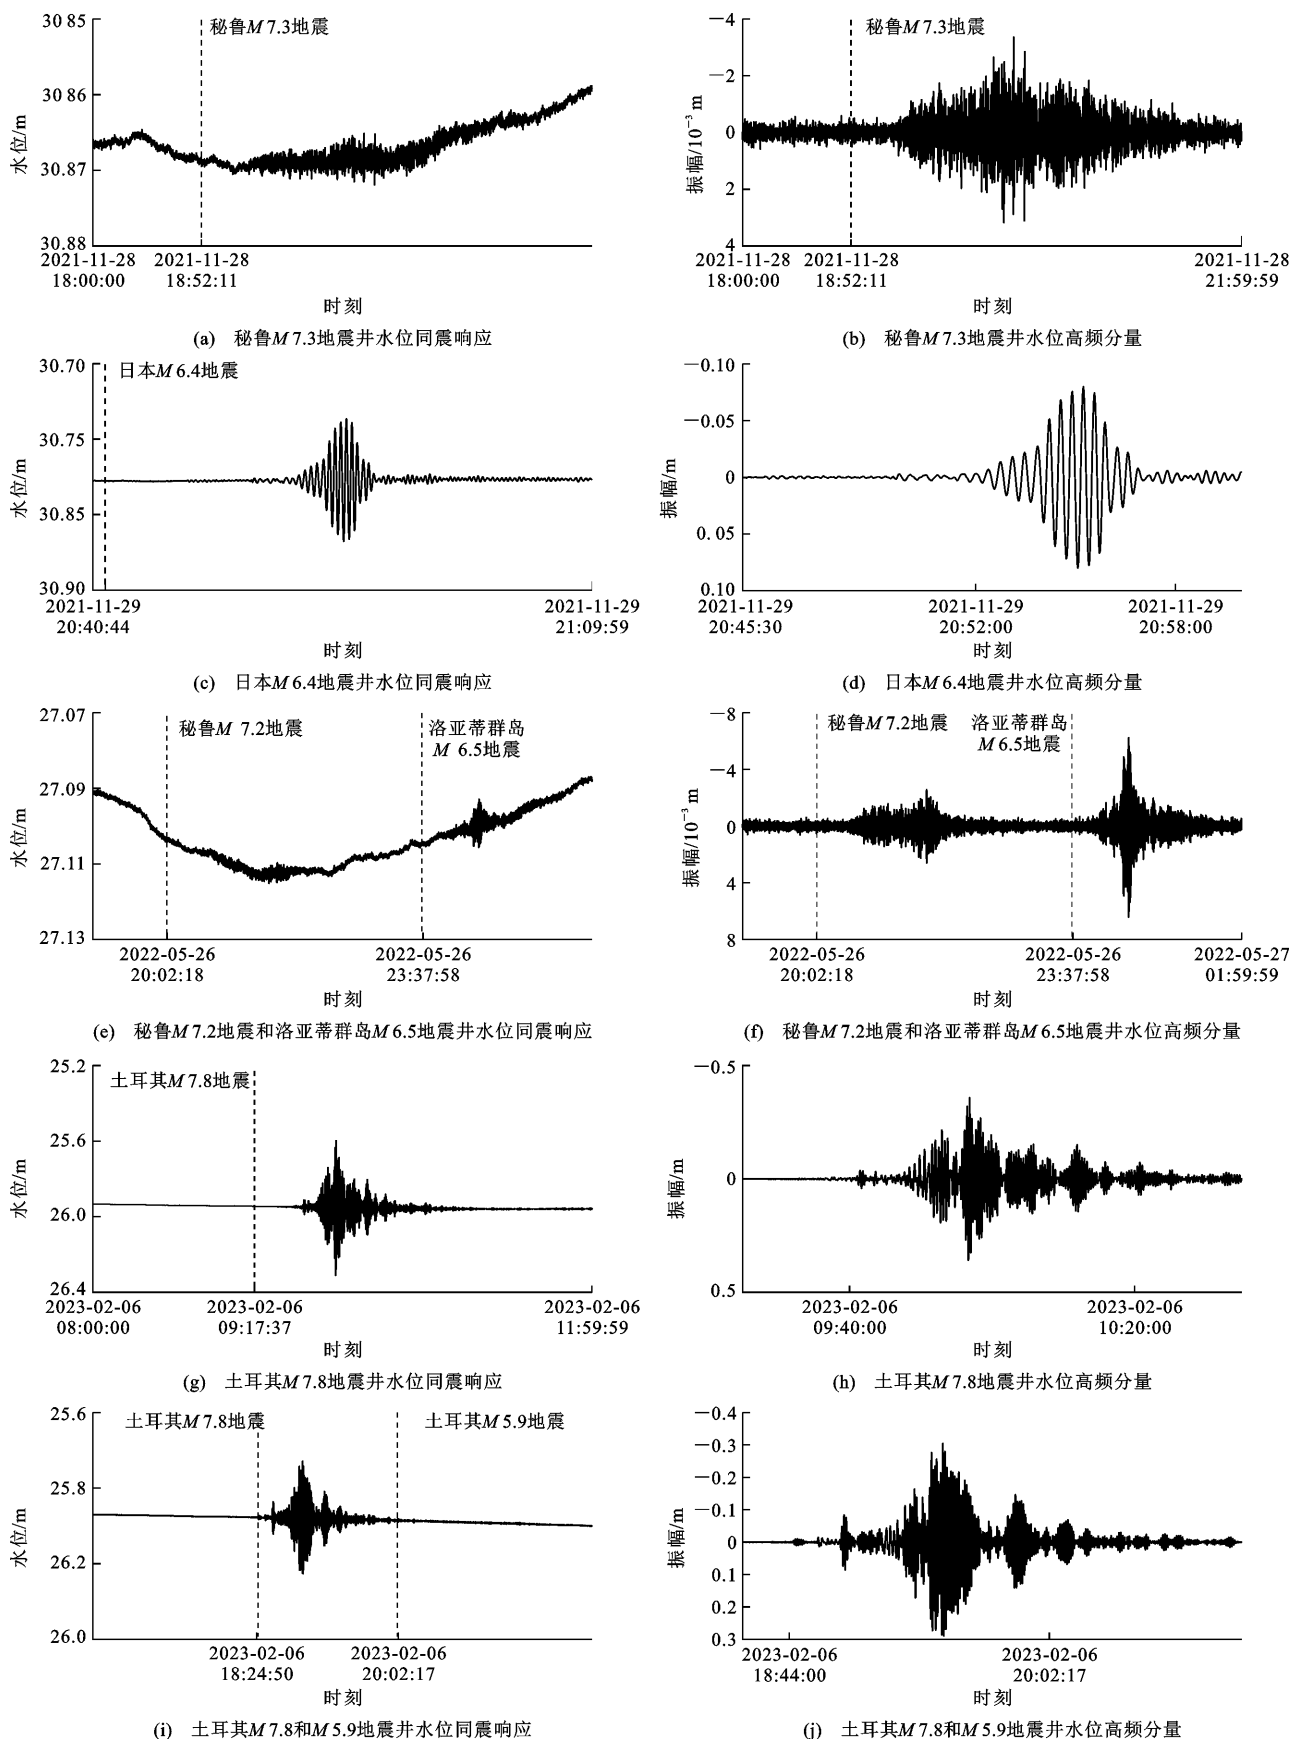 30.85
30.86
30.87
30.88
水位/m
秘鲁M 7.3地震
2021-11-28 2021-11-28
18:00:00 18:52:11
时刻
(a) 秘鲁M 7.3地震井水位同震响应
−4
−2
0
2
4
振幅/10⁻³ m
秘鲁M 7.3地震
2021-11-28 2021-11-28 2021-11-28
18:00:00 18:52:11 21:59:59
时刻
(b) 秘鲁M 7.3地震井水位高频分量
30.70
30.75
30.85
30.90
水位/m
日本M 6.4地震
2021-11-29 2021-11-29
20:40:44 21:09:59
时刻
(c) 日本M 6.4地震井水位同震响应
−0.10
−0.05
0
0.05
0.10
振幅/m
2021-11-29 2021-11-29 2021-11-29
20:45:30 20:52:00 20:58:00
时刻
(d) 日本M 6.4地震井水位高频分量
27.07
27.09
27.11
27.13
水位/m
秘鲁M 7.2地震 洛亚蒂群岛
M 6.5地震
2022-05-26 2022-05-26
20:02:18 23:37:58
时刻
(e) 秘鲁M 7.2地震和洛亚蒂群岛M 6.5地震井水位同震响应
−8
−4
0
4
8
振幅/10⁻³ m
秘鲁M 7.2地震 洛亚蒂群岛
M 6.5地震
2022-05-26 2022-05-26 2022-05-27
20:02:18 23:37:58 01:59:59
时刻
(f) 秘鲁M 7.2地震和洛亚蒂群岛M 6.5地震井水位高频分量
25.2
25.6
26.0
26.4
水位/m
土耳其M 7.8地震
2023-02-06 2023-02-06 2023-02-06
08:00:00 09:17:37 11:59:59
时刻
(g) 土耳其M 7.8地震井水位同震响应
−0.5
0
0.5
振幅/m
2023-02-06 2023-02-06
09:40:00 10:20:00
时刻
(h) 土耳其M 7.8地震井水位高频分量
25.6
25.8
26.2
26.0
水位/m
土耳其M 7.8地震 土耳其M 5.9地震
2023-02-06 2023-02-06
18:24:50 20:02:17
时刻
(i) 土耳其M 7.8和M 5.9地震井水位同震响应
−0.4
−0.3
−0.2
−0.1
0
0.1
0.2
0.3
振幅/m
2023-02-06 2023-02-06
18:44:00 20:02:17
时刻
(j) 土耳其M 7.8和M 5.9地震井水位高频分量